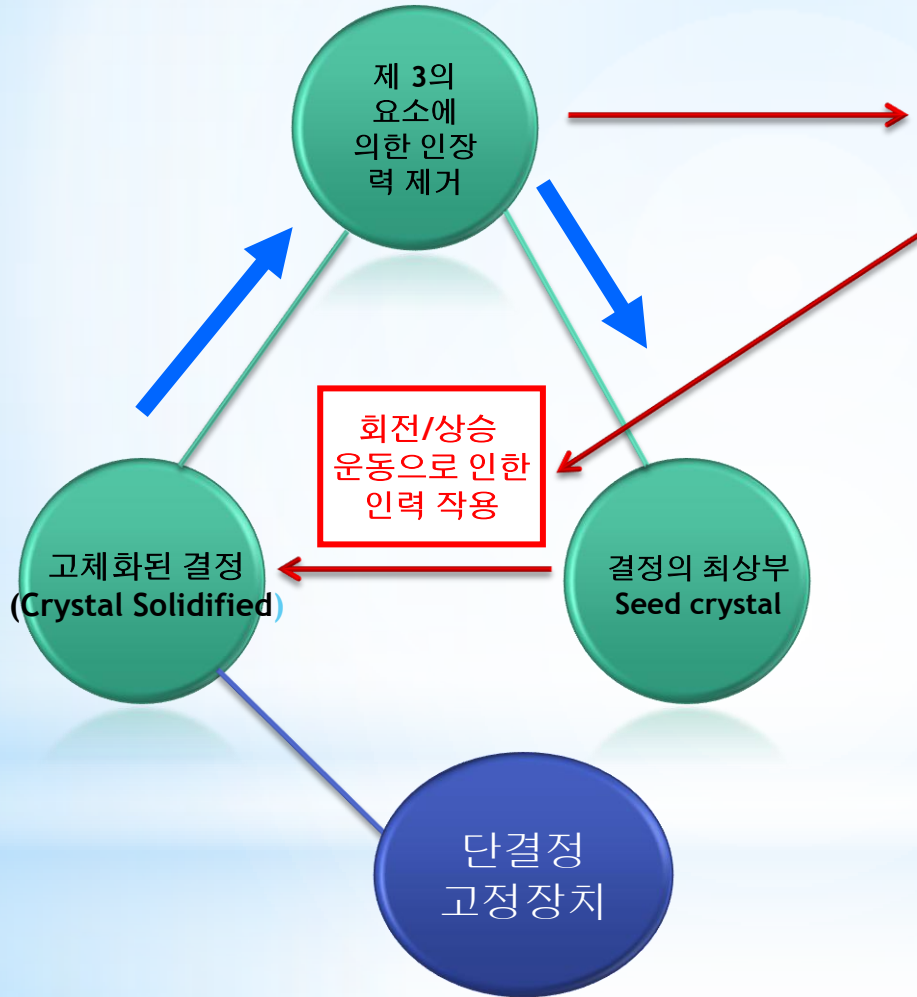 제 3의
요소에
의한 인장
력 제거
회전/상승
운동으로 인한
인력 작용
고체화된 결정
(Crystal Solidified)
결정의 최상부
Seed crystal
단결정
고정장치